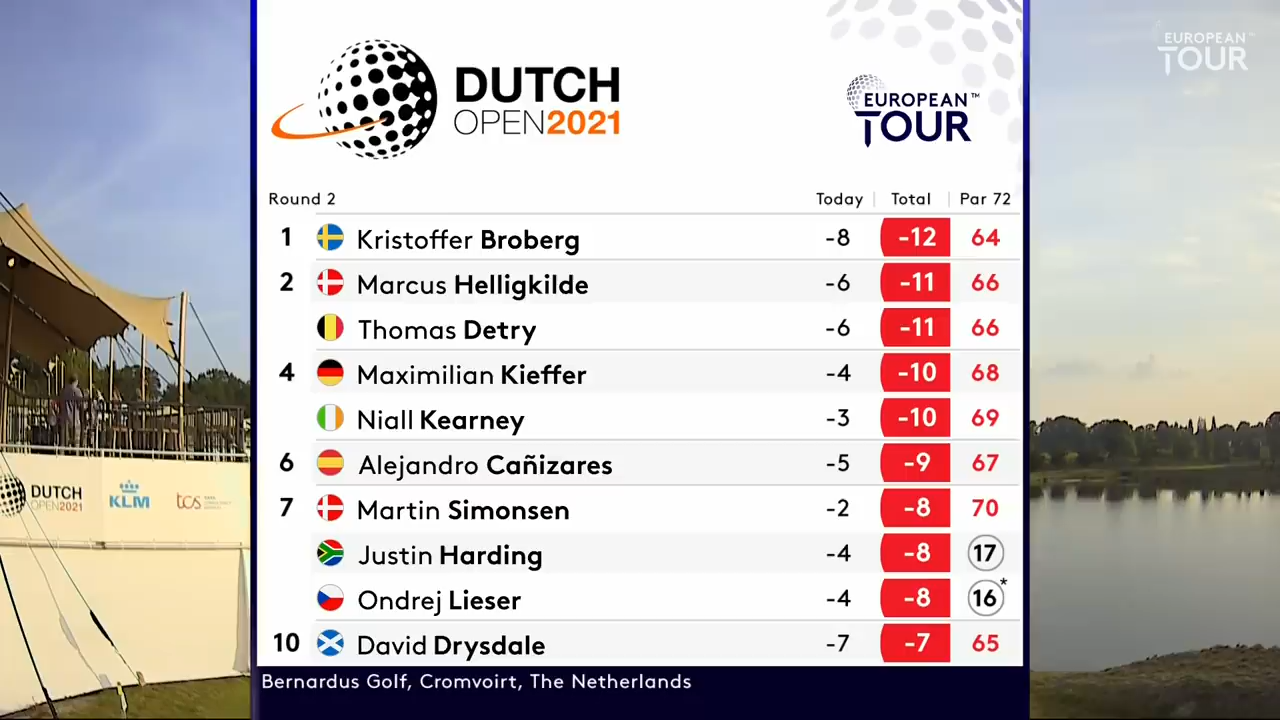 EUROPEAN
TOUR
DUTCH
OPEN2021
EUROPEAN™
TOUR
Round 2 Today Total Par 72
1 Kristoffer Broberg -8 -12 64
2 Marcus Helligkilde -6 -11 66
Thomas Detry -6 -11 66
4 Maximilian Kieffer -4 -10 68
Niall Kearney -3 -10 69
6 Alejandro Cañizares -5 -9 67
7 Martin Simonsen -2 -8 70
Justin Harding -4 -8 17
Ondrej Lieser -4 -8 16*
10 David Drysdale -7 -7 65
Bernardus Golf, Cromvoirt, The Netherlands
DUTCH
OPEN2021
KLM
tcs